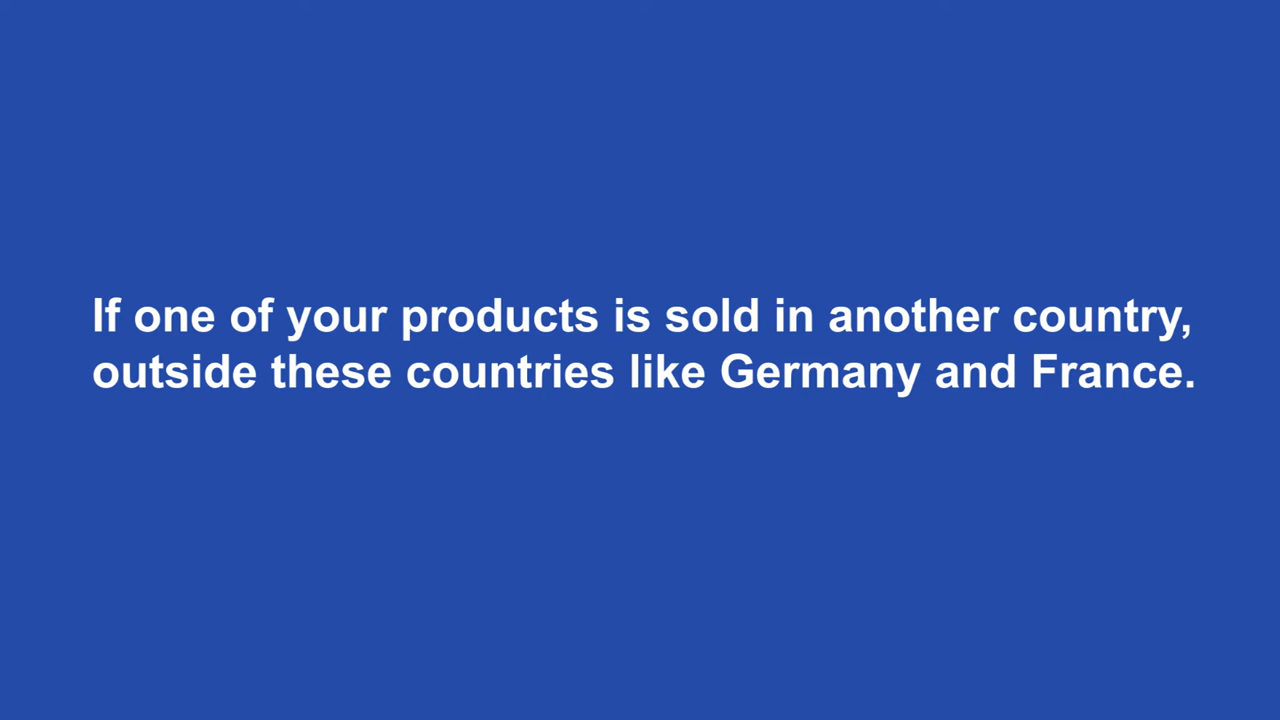 If one of your products is sold in another country,
outside these countries like Germany and France.